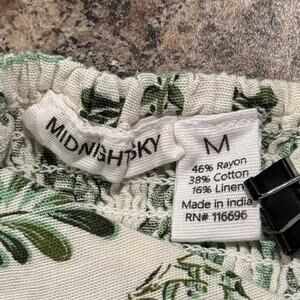 MIDNIGHT SKY
M
46% Rayon
38% Cotton
16% Linen
Made in India
RN# 116696